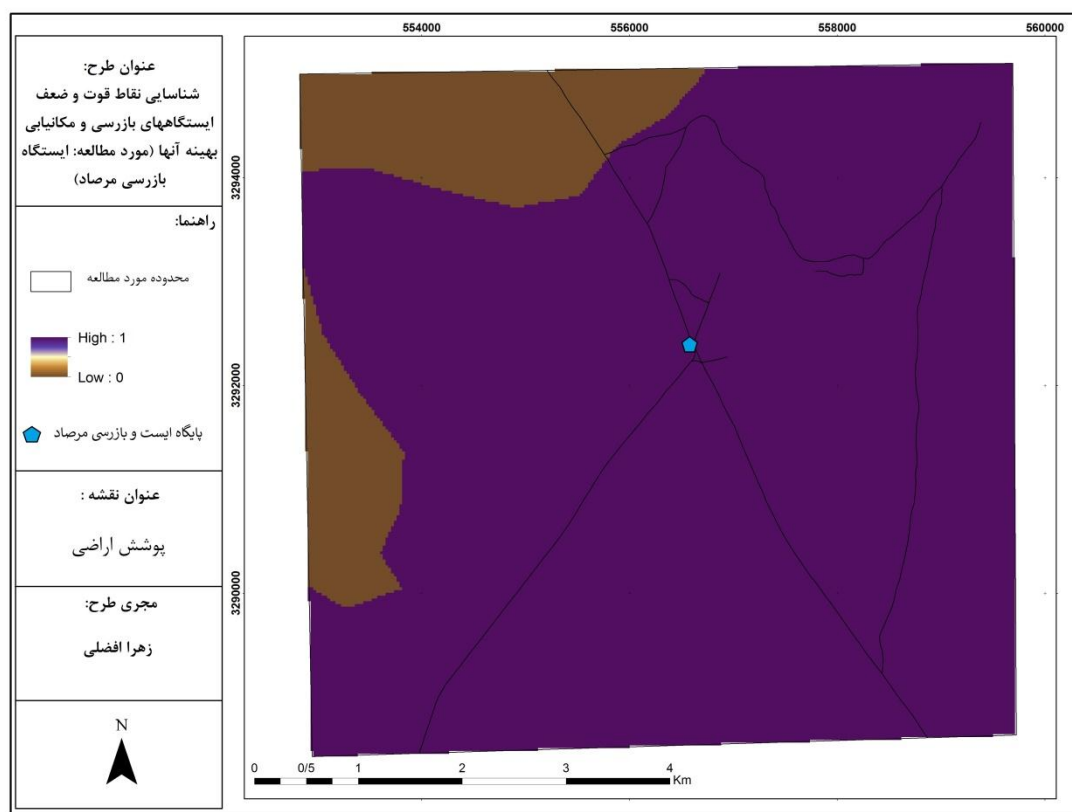 عنوان طرح:
شناسایی نقاط قوت و ضعف
ایستگاههای بازرسی و مکانیابی
بهینه آنها (مورد مطالعه: ایستگاه
بازرسی مرصاد)
راهنما:
محدوده مورد مطالعه
High : 1
Low : 0
پایگاه ایست و بازرسی مرصاد
عنوان نقشه :
پوشش اراضی
مجری طرح:
زهرا افضلی
N
554000
556000
558000
560000
3294000
3292000
3290000
0 0/5 1 2 3 4
Km